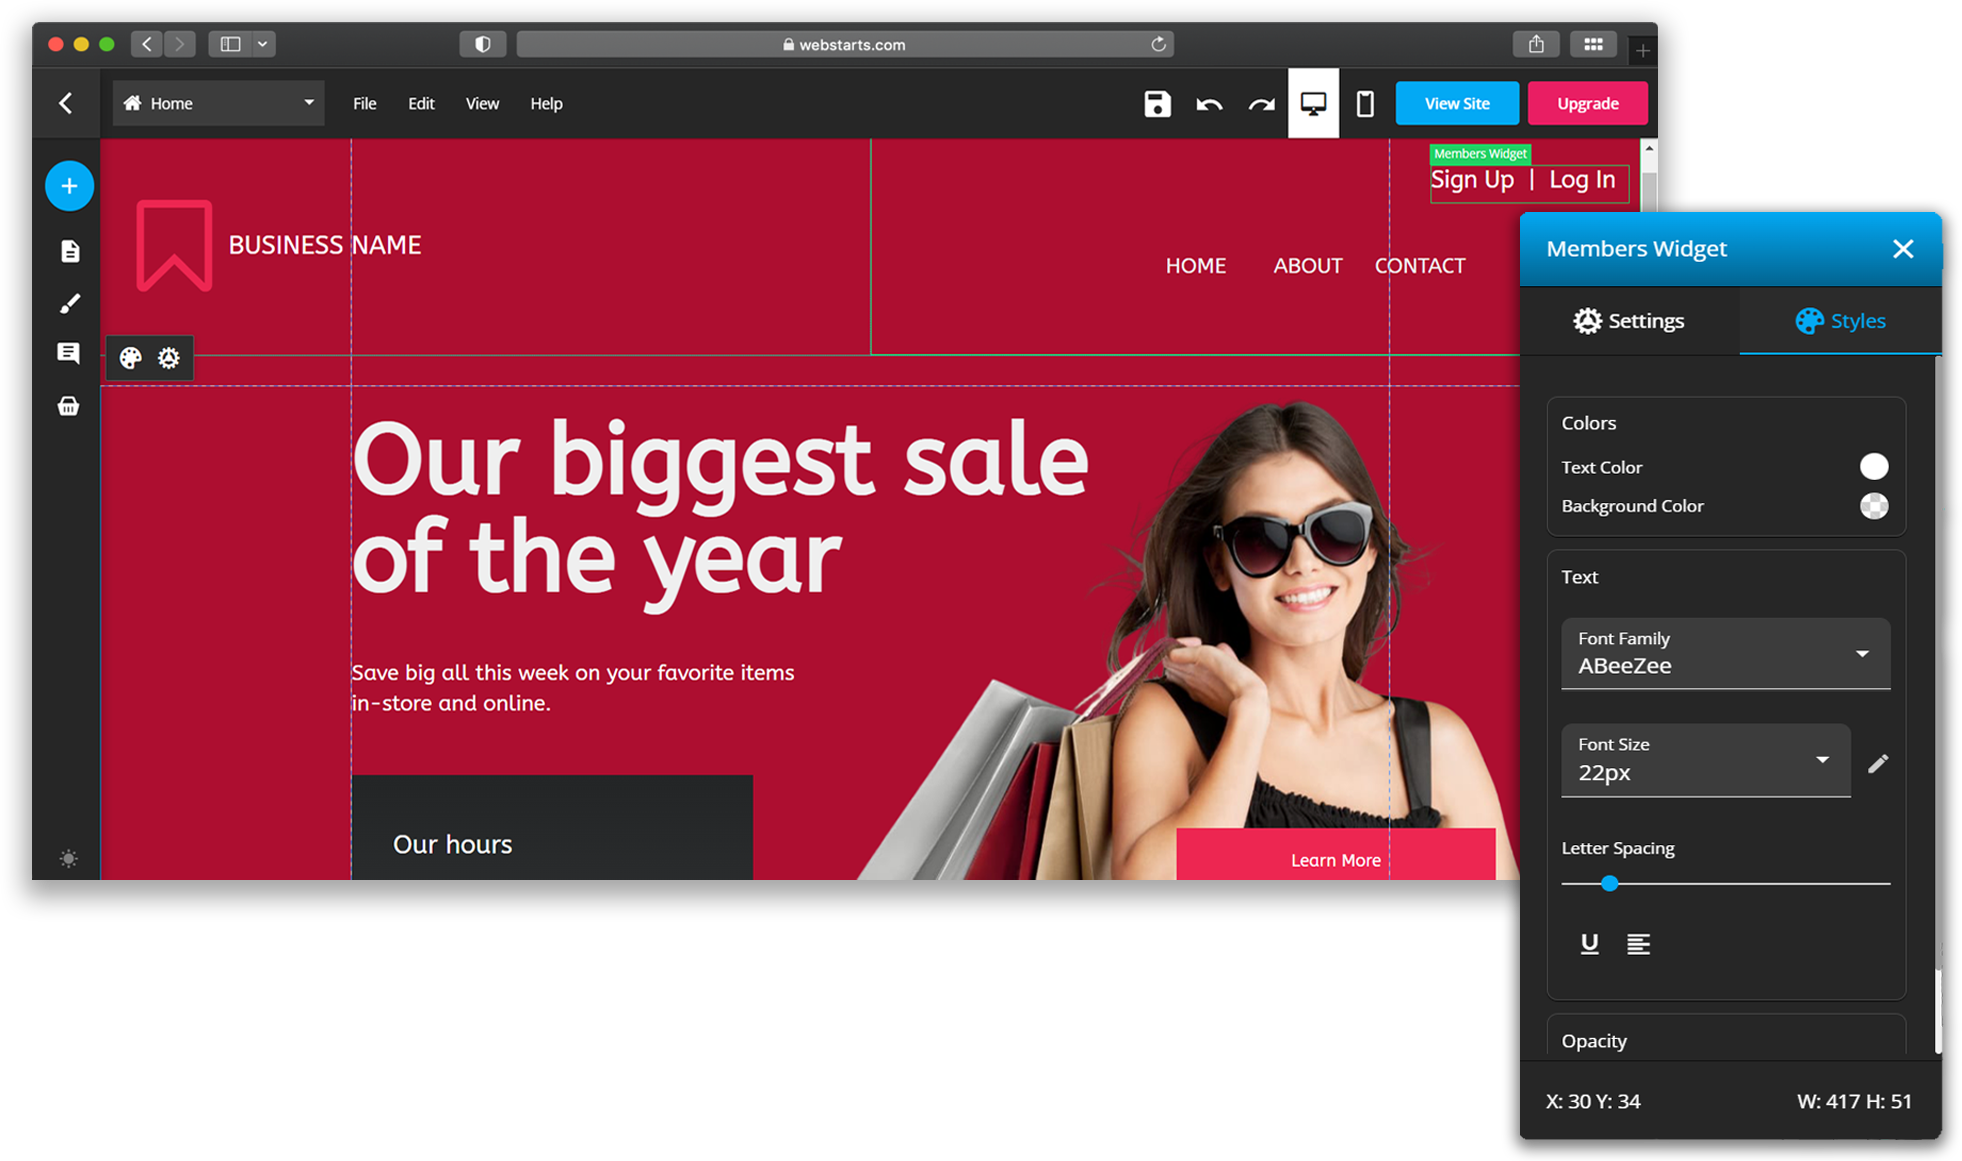 webstarts.com
Home
File
Edit
View
Help
View Site
Upgrade
Members Widget
Sign Up | Log In
BUSINESS NAME
HOME
ABOUT
CONTACT
Our biggest sale
of the year
Save big all this week on your favorite items
in-store and online.
Our hours
Learn More
Members Widget
Settings
Styles
Colors
Text Color
Background Color
Text
Font Family
ABeeZee
Font Size
22px
Letter Spacing
U
Opacity
X: 30 Y: 34
W: 417 H: 51